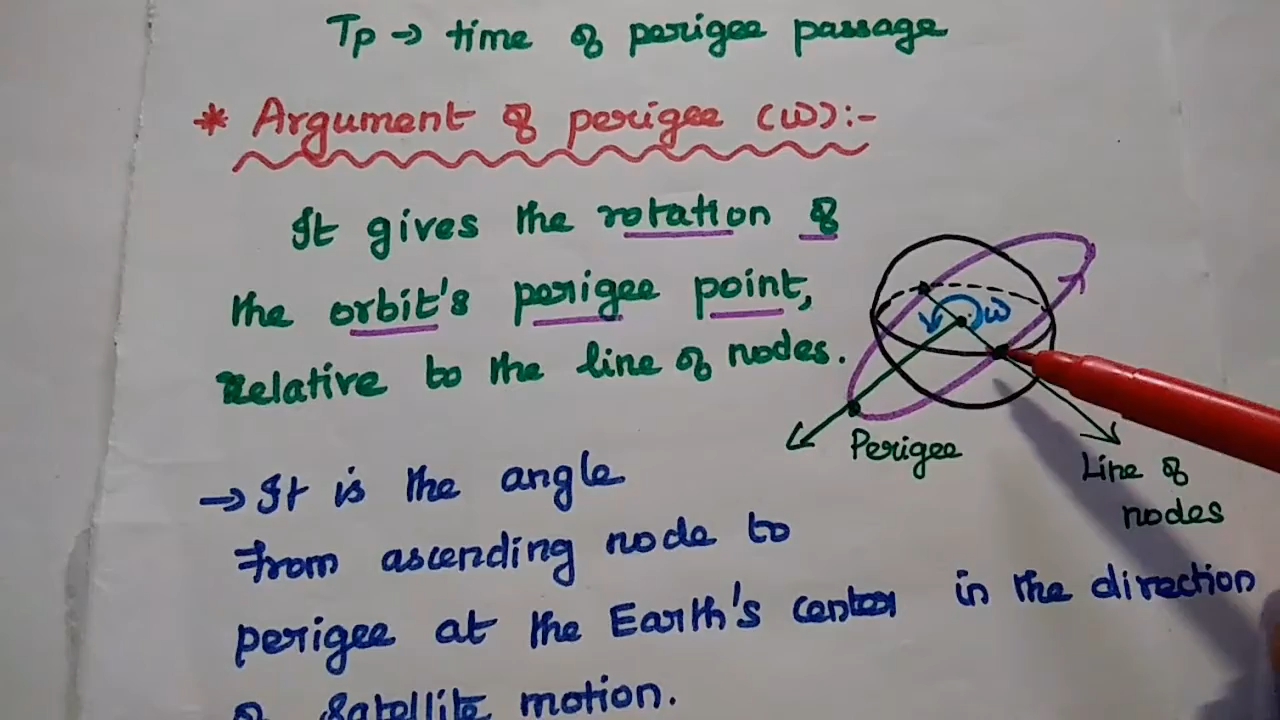 Tp → time of perigee passage
* Argument of perigee (ω):-
It gives the rotation of
the orbit's perigee point,
relative to the line of nodes.
ω
Perigee
Line of
nodes
→ It is the angle
from ascending node to
perigee at the Earth's center in the direction
of satellite motion.